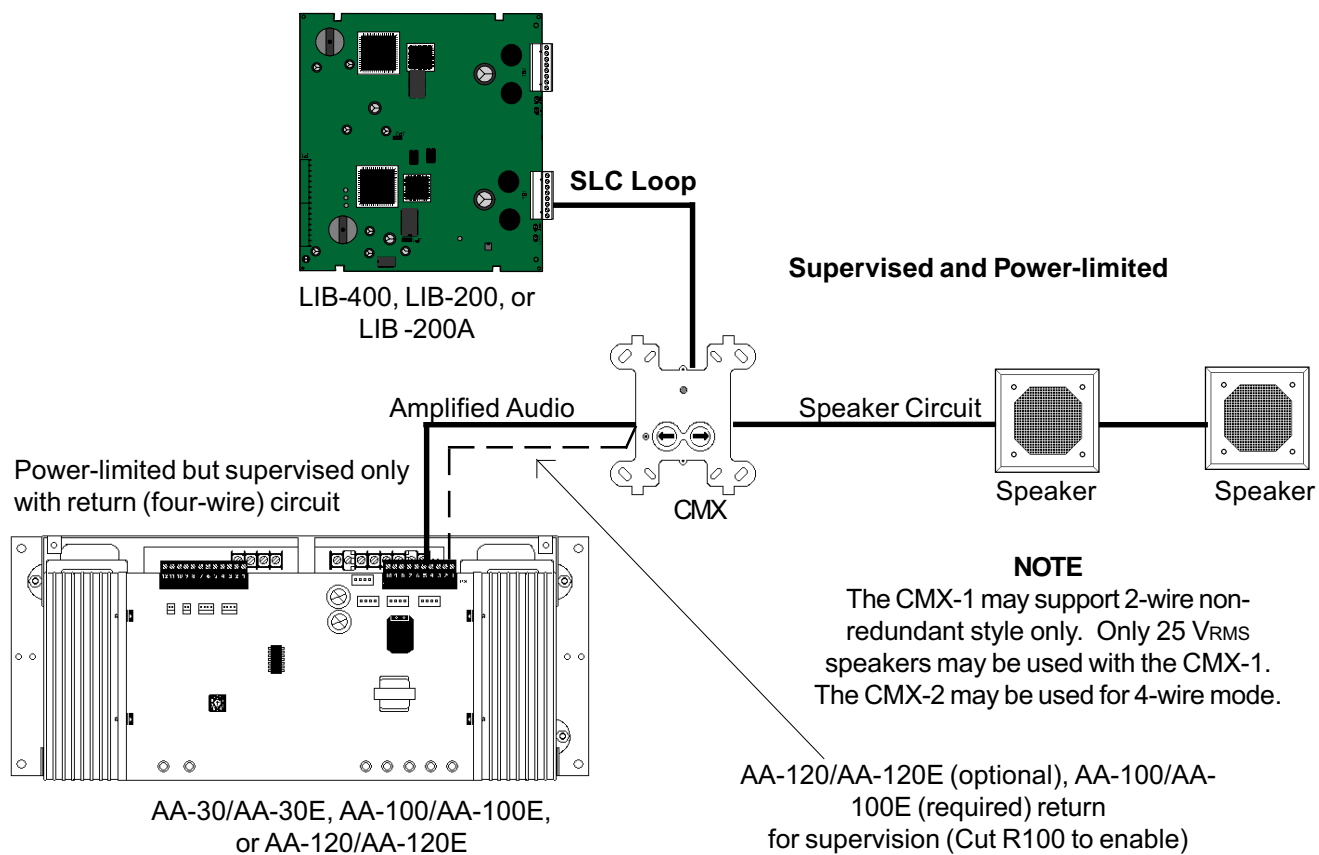 SLC Loop
LIB-400, LIB-200, or
LIB -200A
Supervised and Power-limited
Amplified Audio
Speaker Circuit
Power-limited but supervised only
with return (four-wire) circuit
CMX
Speaker
Speaker
NOTE
The CMX-1 may support 2-wire non-
redundant style only. Only 25 VRMS
speakers may be used with the CMX-1.
The CMX-2 may be used for 4-wire mode.
AA-120/AA-120E (optional), AA-100/AA-
100E (required) return
for supervision (Cut R100 to enable)
AA-30/AA-30E, AA-100/AA-100E,
or AA-120/AA-120E